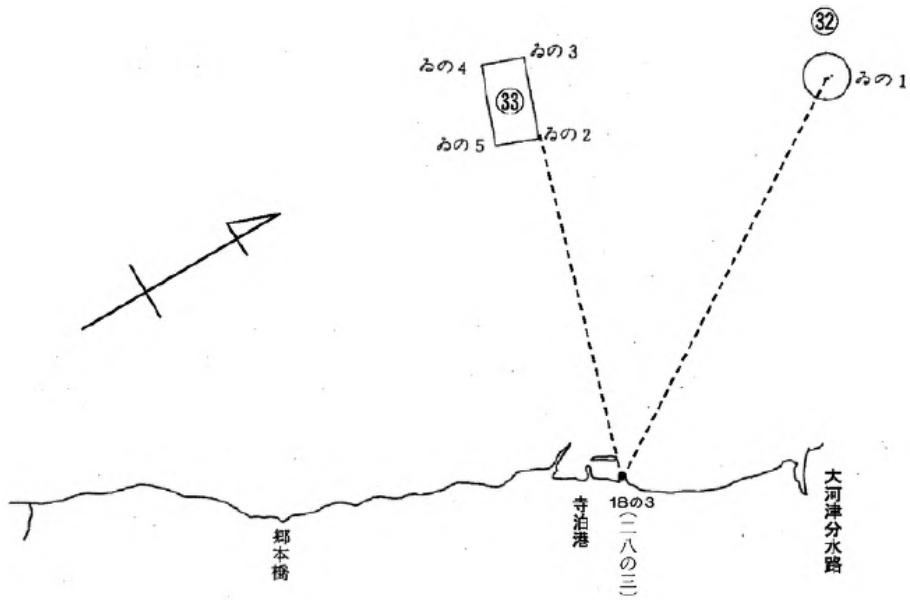 ㉜
ゐの1
ゐの3
ゐの4
㉝
ゐの2
ゐの5
郷本橋
寺泊港
18の3
(二八の三)
大河津分水路